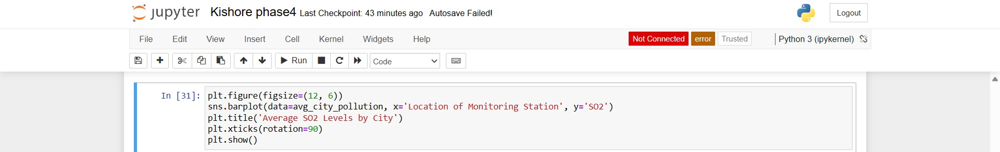 jupyter Kishore phase4 Last Checkpoint: 43 minutes ago Autosave Failed! Logout
File Edit View Insert Cell Kernel Widgets Help Not Connected error Trusted Python 3 (ipykernel)
Run Code
In [31]: plt.figure(figsize=(12, 6))
sns.barplot(data=avg_city_pollution, x='Location of Monitoring Station', y='SO2')
plt.title('Average SO2 Levels by City')
plt.xticks(rotation=90)
plt.show()